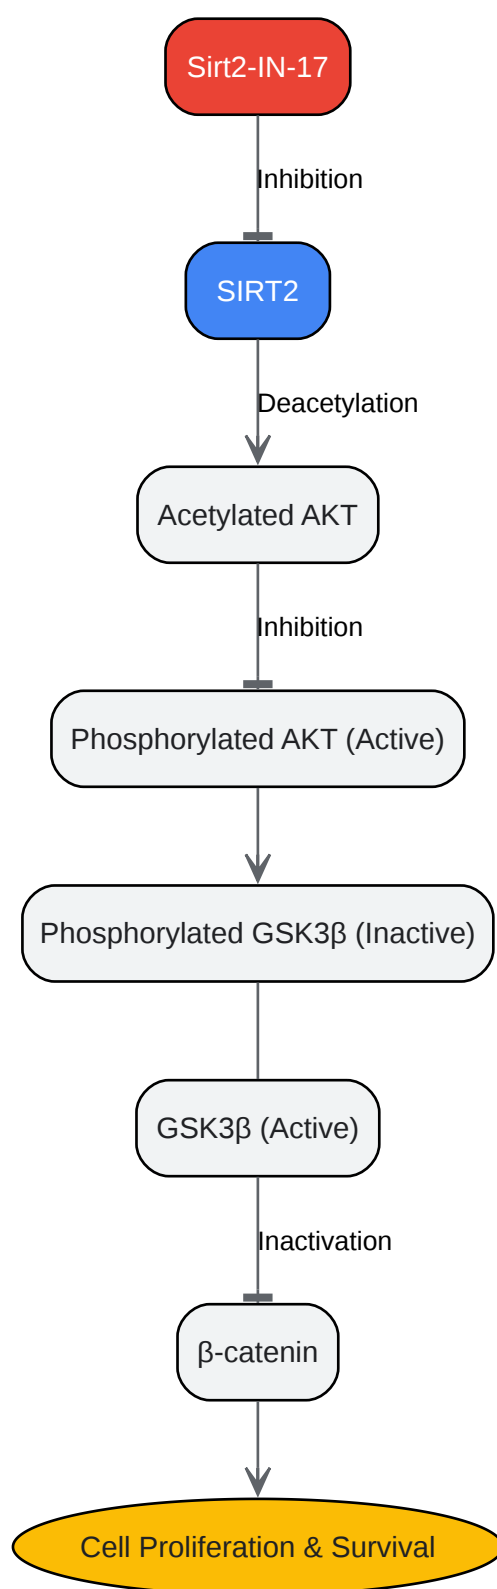 Sirt2-IN-17
Inhibition
SIRT2
Deacetylation
Acetylated AKT
Inhibition
Phosphorylated AKT (Active)
Phosphorylated GSK3β (Inactive)
GSK3β (Active)
Inactivation
β-catenin
Cell Proliferation & Survival